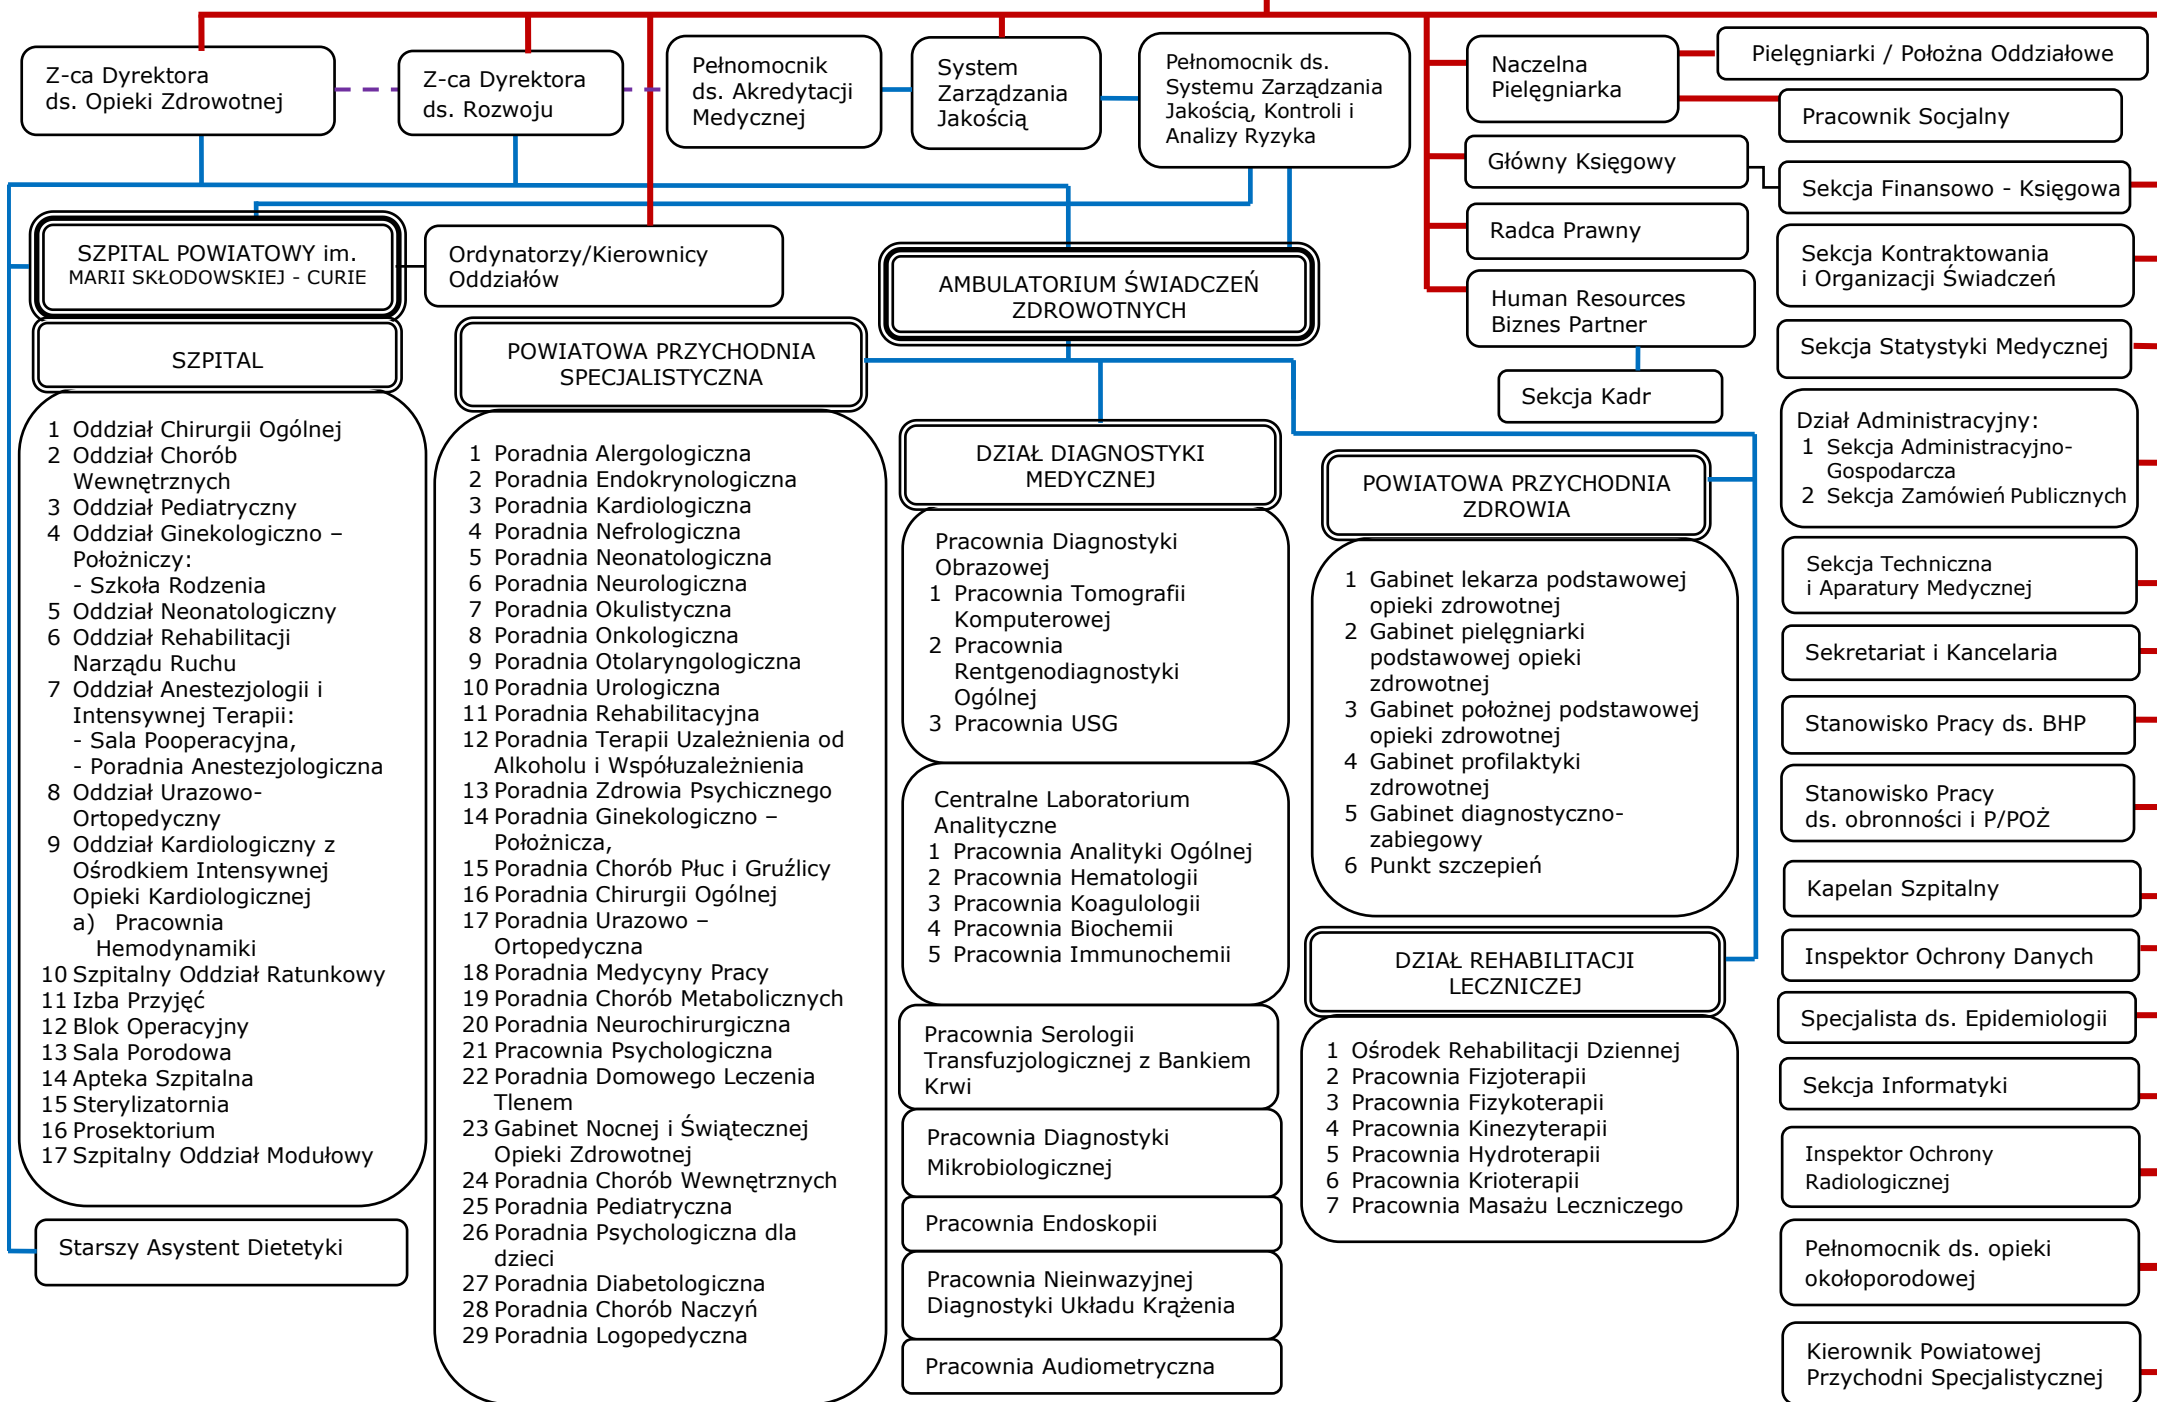 Z-ca Dyrektora
ds. Opieki Zdrowotnej
Z-ca Dyrektora
ds. Rozwoju
Pełnomocnik
ds. Akredytacji
Medycznej
System
Zarządzania
Jakością
Pełnomocnik ds.
Systemu Zarządzania
Jakością, Kontroli i
Analizy Ryzyka
Naczelna
Pielęgniarka
Pielęgniarki / Położna Oddziałowe
Pracownik Socjalny
Główny Księgowy
Sekcja Finansowo - Księgowa
Radca Prawny
Sekcja Kontraktowania
i Organizacji Świadczeń
Human Resources
Biznes Partner
Sekcja Statystyki Medycznej
Sekcja Kadr
SZPITAL POWIATOWY im.
MARII SKŁODOWSKIEJ - CURIE
Ordynatorzy/Kierownicy
Oddziałów
AMBULATORIUM ŚWIADCZEŃ
ZDROWOTNYCH
SZPITAL
1 Oddział Chirurgii Ogólnej
2 Oddział Chorób
Wewnętrznych
3 Oddział Pediatryczny
4 Oddział Ginekologiczno –
Położniczy:
- Szkoła Rodzenia
5 Oddział Neonatologiczny
6 Oddział Rehabilitacji
Narządu Ruchu
7 Oddział Anestezjologii i
Intensywnej Terapii:
- Sala Pooperacyjna,
- Poradnia Anestezjologiczna
8 Oddział Urazowo-
Ortopedyczny
9 Oddział Kardiologiczny z
Ośrodkiem Intensywnej
Opieki Kardiologicznej
a) Pracownia
Hemodynamiki
10 Szpitalny Oddział Ratunkowy
11 Izba Przyjęć
12 Blok Operacyjny
13 Sala Porodowa
14 Apteka Szpitalna
15 Sterylizatornia
16 Prosektorium
17 Szpitalny Oddział Modułowy
Starszy Asystent Dietetyki
POWIATOWA PRZYCHODNIA
SPECJALISTYCZNA
1 Poradnia Alergologiczna
2 Poradnia Endokrynologiczna
3 Poradnia Kardiologiczna
4 Poradnia Nefrologiczna
5 Poradnia Neonatologiczna
6 Poradnia Neurologiczna
7 Poradnia Okulistyczna
8 Poradnia Onkologiczna
9 Poradnia Otolaryngologiczna
10 Poradnia Urologiczna
11 Poradnia Rehabilitacyjna
12 Poradnia Terapii Uzależnienia od
Alkoholu i Współuzależnienia
13 Poradnia Zdrowia Psychicznego
14 Poradnia Ginekologiczno –
Położnicza,
15 Poradnia Chorób Płuc i Gruźlicy
16 Poradnia Chirurgii Ogólnej
17 Poradnia Urazowo –
Ortopedyczna
18 Poradnia Medycyny Pracy
19 Poradnia Chorób Metabolicznych
20 Poradnia Neurochirurgiczna
21 Pracownia Psychologiczna
22 Poradnia Domowego Leczenia
Tlenem
23 Gabinet Nocnej i Świątecznej
Opieki Zdrowotnej
24 Poradnia Chorób Wewnętrznych
25 Poradnia Pediatryczna
26 Poradnia Psychologiczna dla
dzieci
27 Poradnia Diabetologiczna
28 Poradnia Chorób Naczyń
29 Poradnia Logopedyczna
DZIAŁ DIAGNOSTYKI
MEDYCZNEJ
Pracownia Diagnostyki
Obrazowej
1 Pracownia Tomografii
Komputerowej
2 Pracownia
Rentgenodiagnostyki
Ogólnej
3 Pracownia USG
Centralne Laboratorium
Analityczne
1 Pracownia Analityki Ogólnej
2 Pracownia Hematologii
3 Pracownia Koagulologii
4 Pracownia Biochemii
5 Pracownia Immunochemii
Pracownia Serologii
Transfuzjologicznej z Bankiem
Krwi
Pracownia Diagnostyki
Mikrobiologicznej
Pracownia Endoskopii
Pracownia Nieinwazyjnej
Diagnostyki Układu Krążenia
Pracownia Audiometryczna
POWIATOWA PRZYCHODNIA
ZDROWIA
1 Gabinet lekarza podstawowej
opieki zdrowotnej
2 Gabinet pielęgniarki
podstawowej opieki
zdrowotnej
3 Gabinet położnej podstawowej
opieki zdrowotnej
4 Gabinet profilaktyki
zdrowotnej
5 Gabinet diagnostyczno-
zabiegowy
6 Punkt szczepień
DZIAŁ REHABILITACJI
LECZNICZEJ
1 Ośrodek Rehabilitacji Dziennej
2 Pracownia Fizjoterapii
3 Pracownia Fizykoterapii
4 Pracownia Kinezyterapii
5 Pracownia Hydroterapii
6 Pracownia Krioterapii
7 Pracownia Masażu Leczniczego
Dział Administracyjny:
1 Sekcja Administracyjno-
Gospodarcza
2 Sekcja Zamówień Publicznych
Sekcja Techniczna
i Aparatury Medycznej
Sekretariat i Kancelaria
Stanowisko Pracy ds. BHP
Stanowisko Pracy
ds. obronności i P/POŻ
Kapelan Szpitalny
Inspektor Ochrony Danych
Specjalista ds. Epidemiologii
Sekcja Informatyki
Inspektor Ochrony
Radiologicznej
Pełnomocnik ds. opieki
okołoporodowej
Kierownik Powiatowej
Przychodni Specjalistycznej